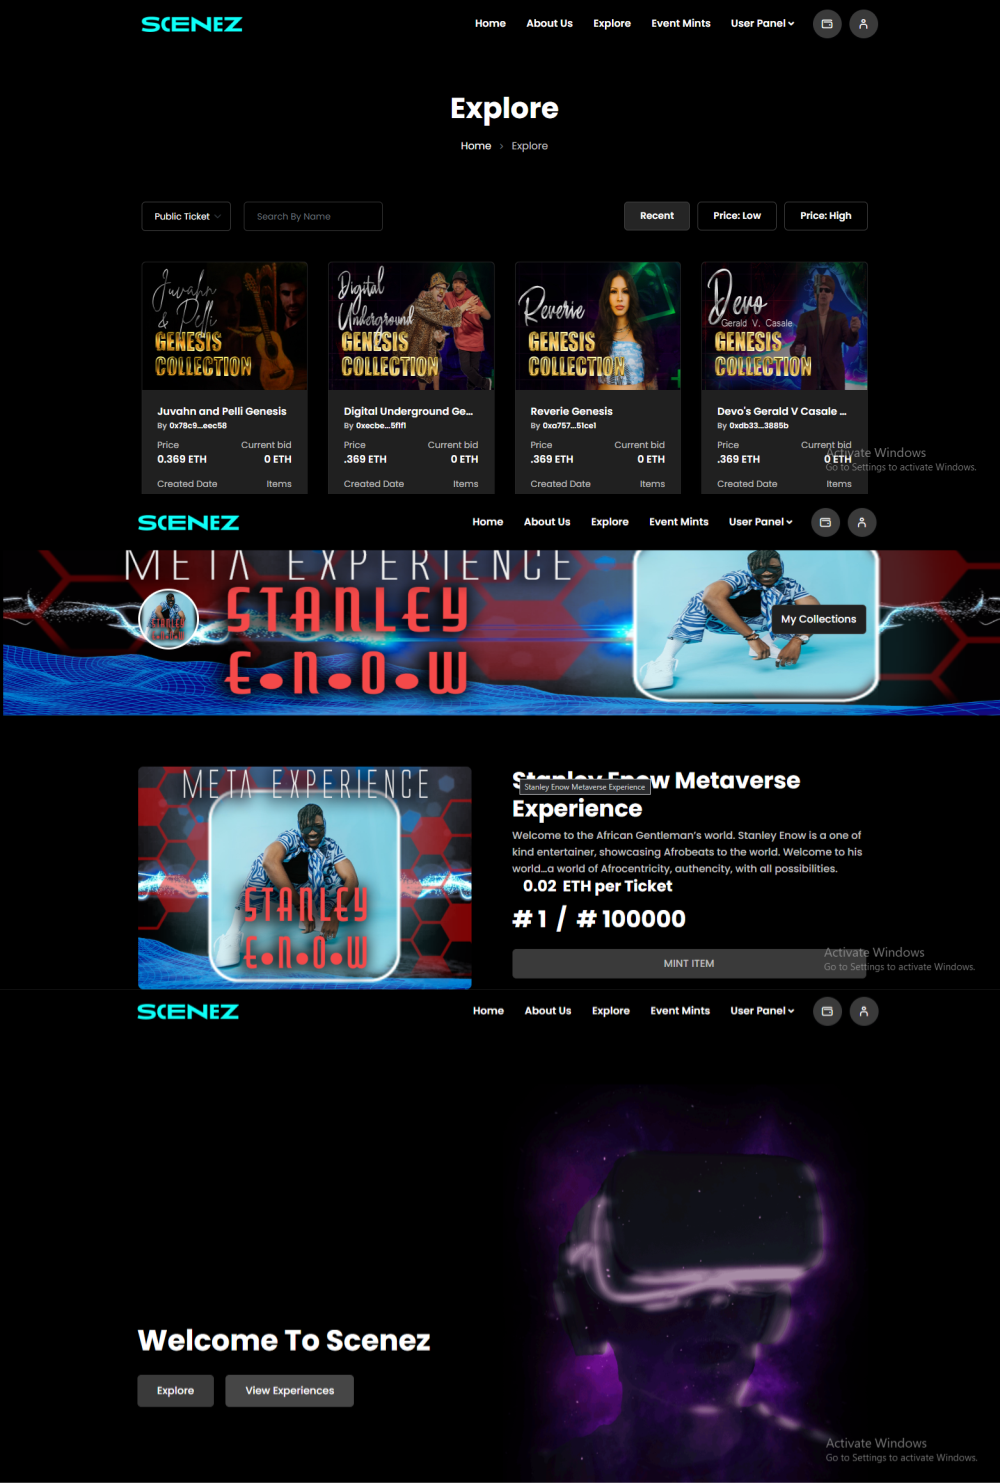 SCENEZ
Home About Us Explore Event Mints User Panel
Explore
Home › Explore
Public Ticket Search By Name Recent Price: Low Price: High
Juvahn & Pelli GENESIS COLLECTION
Digital Underground GENESIS COLLECTION
Reverie GENESIS COLLECTION
Devo Gerald V. Casale GENESIS COLLECTION
Juvahn and Pelli Genesis Digital Underground Ge... Reverie Genesis Devo's Gerald V Casale ...
By 0x78c9...eec58 By 0xecbe...5f1f1 By 0xa757...51ce1 By 0xdb33...3885b
Price Current bid Price Current bid Price Current bid Price Current bid
0.369 ETH 0 ETH .369 ETH 0 ETH .369 ETH 0 ETH .369 ETH 0 ETH
Created Date Items Created Date Items Created Date Items Created Date Items
Activate Windows
Go to Settings to activate Windows.
SCENEZ
Home About Us Explore Event Mints User Panel
META EXPERIENCE
STANLEY
E•N•O•W
STANLEY
E•N•O•W
My Collections
META EXPERIENCE
STANLEY
E•N•O•W
Stanley Enow Metaverse
Stanley Enow Metaverse Experience
Experience
Welcome to the African Gentleman's world. Stanley Enow is a one of
kind entertainer, showcasing Afrobeats to the world. Welcome to his
world...a world of Afrocentricity, authencity, with all possibilities.
0.02 ETH per Ticket
# 1 / # 100000
MINT ITEM
Activate Windows
Go to Settings to activate Windows.
SCENEZ
Home About Us Explore Event Mints User Panel
Welcome To Scenez
Explore View Experiences
Activate Windows
Go to Settings to activate Windows.